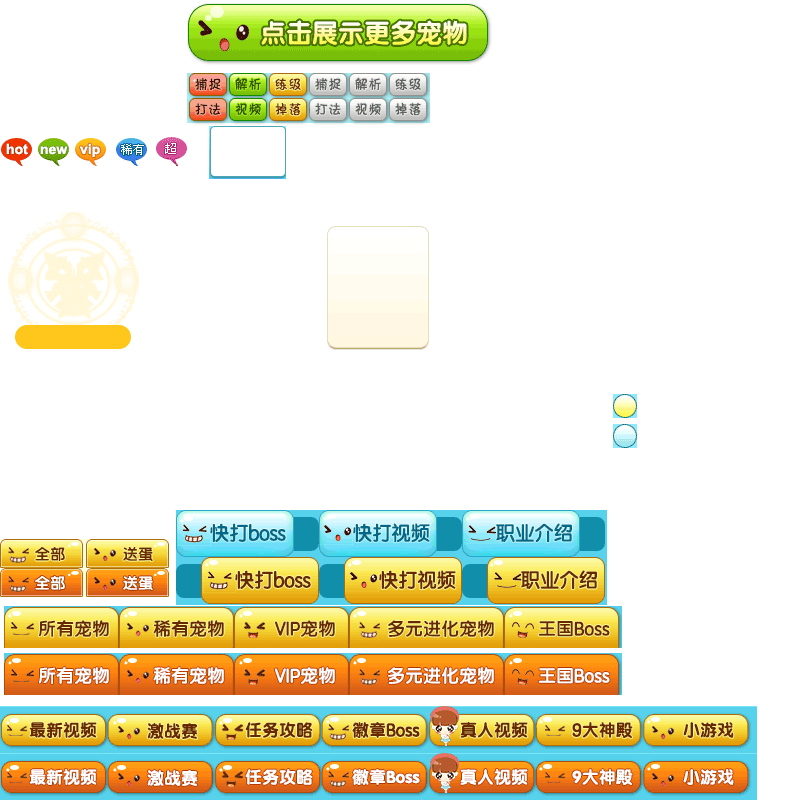 点击展示更多宠物
捕捉 解析 练级 捕捉 解析 练级
打法 视频 掉落 打法 视频 掉落
hot new vip 稀有 超
快打boss 快打视频 职业介绍
全部 送蛋
快打boss 快打视频 职业介绍
全部 送蛋
所有宠物 稀有宠物 VIP宠物 多元进化宠物 王国Boss
所有宠物 稀有宠物 VIP宠物 多元进化宠物 王国Boss
最新视频 激战赛 任务攻略 徽章Boss 真人视频 9大神殿 小游戏
最新视频 激战赛 任务攻略 徽章Boss 真人视频 9大神殿 小游戏